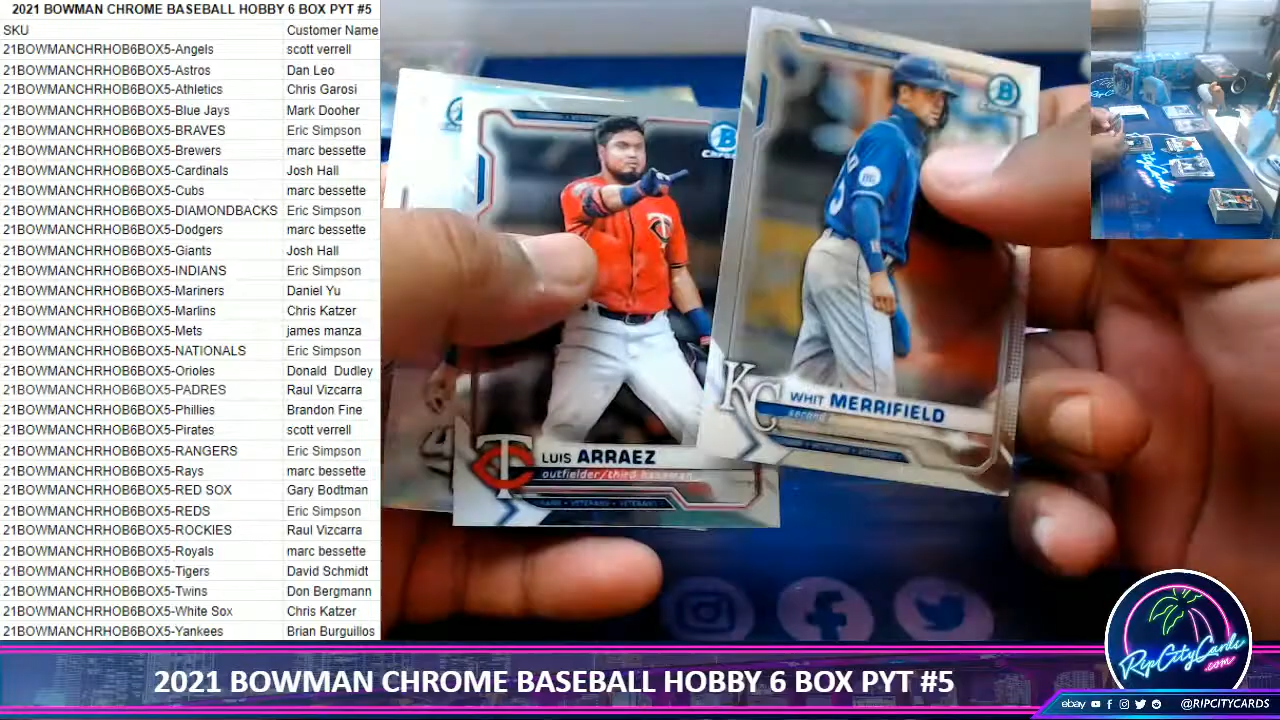 2021 BOWMAN CHROME BASEBALL HOBBY 6 BOX PYT #5
SKU Customer Name
21BOWMANCHRHOB6BOX5-Angels scott verrell
21BOWMANCHRHOB6BOX5-Astros Dan Leo
21BOWMANCHRHOB6BOX5-Athletics Chris Garosi
21BOWMANCHRHOB6BOX5-Blue Jays Mark Dooher
21BOWMANCHRHOB6BOX5-BRAVES Eric Simpson
21BOWMANCHRHOB6BOX5-Brewers marc bessette
21BOWMANCHRHOB6BOX5-Cardinals Josh Hall
21BOWMANCHRHOB6BOX5-Cubs marc bessette
21BOWMANCHRHOB6BOX5-DIAMONDBACKS Eric Simpson
21BOWMANCHRHOB6BOX5-Dodgers marc bessette
21BOWMANCHRHOB6BOX5-Giants Josh Hall
21BOWMANCHRHOB6BOX5-INDIANS Eric Simpson
21BOWMANCHRHOB6BOX5-Mariners Daniel Yu
21BOWMANCHRHOB6BOX5-Marlins Chris Katzer
21BOWMANCHRHOB6BOX5-Mets james manza
21BOWMANCHRHOB6BOX5-NATIONALS Eric Simpson
21BOWMANCHRHOB6BOX5-Orioles Donald Dudley
21BOWMANCHRHOB6BOX5-PADRES Raul Vizcarra
21BOWMANCHRHOB6BOX5-Phillies Brandon Fine
21BOWMANCHRHOB6BOX5-Pirates scott verrell
21BOWMANCHRHOB6BOX5-RANGERS Eric Simpson
21BOWMANCHRHOB6BOX5-Rays marc bessette
21BOWMANCHRHOB6BOX5-RED SOX Gary Bodtman
21BOWMANCHRHOB6BOX5-REDS Eric Simpson
21BOWMANCHRHOB6BOX5-ROCKIES Raul Vizcarra
21BOWMANCHRHOB6BOX5-Royals marc bessette
21BOWMANCHRHOB6BOX5-Tigers David Schmidt
21BOWMANCHRHOB6BOX5-Twins Don Bergmann
21BOWMANCHRHOB6BOX5-White Sox Chris Katzer
21BOWMANCHRHOB6BOX5-Yankees Brian Burguillos
B
B
KC
WHIT MERRIFIELD
second
TC
LUIS ARRAEZ
outfielder/third baseman
VETERANS • VETERANS
RipCityCards
.com
2021 BOWMAN CHROME BASEBALL HOBBY 6 BOX PYT #5
ebay @RIPCITYCARDS